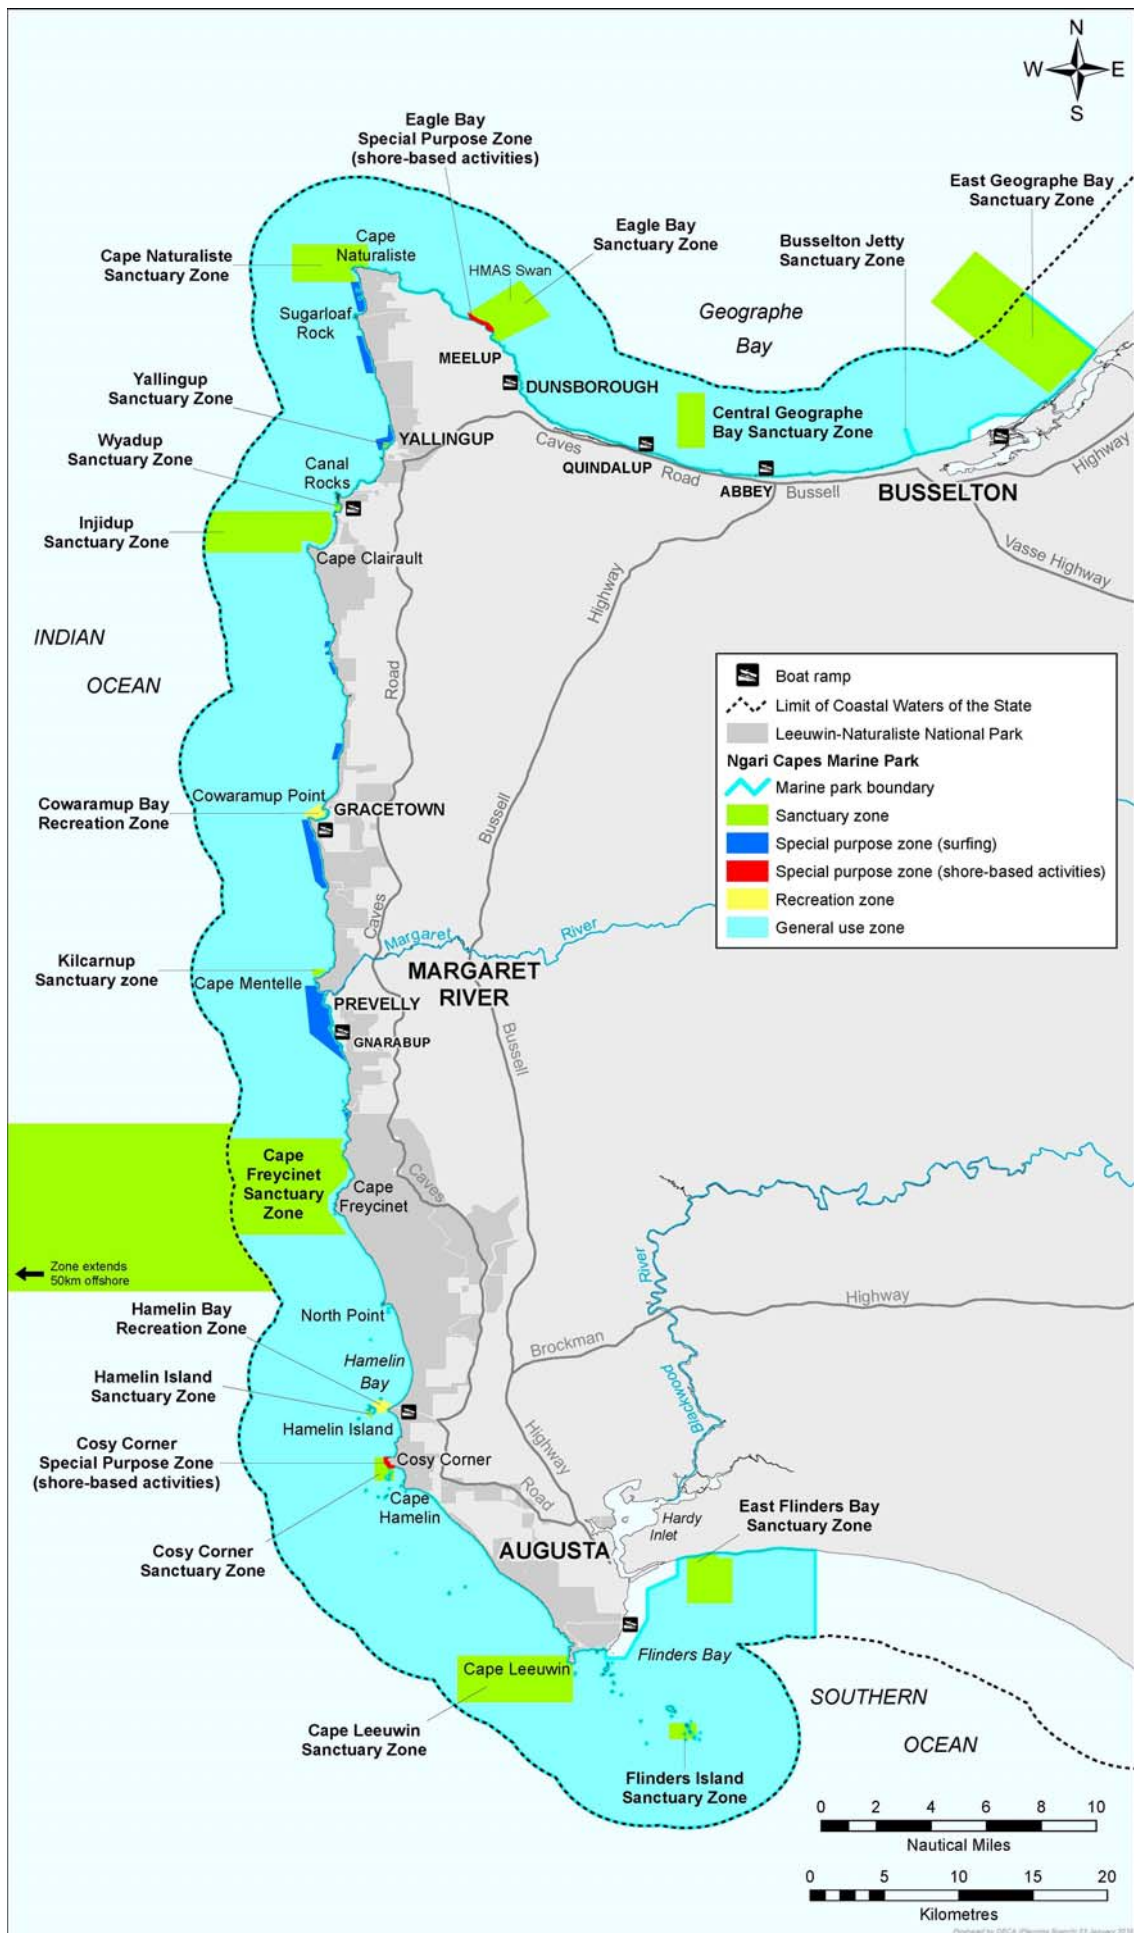 N
W
E
S
Eagle Bay
Special Purpose Zone
(shore-based activities)
East Geographe Bay
Sanctuary Zone
Eagle Bay
Sanctuary Zone
Busselton Jetty
Sanctuary Zone
Cape Naturaliste
Sanctuary Zone
Cape
Naturaliste
HMAS Swan
Geographe
Bay
Sugarloaf
Rock
MEELUP
DUNSBOROUGH
Yallingup
Sanctuary Zone
Central Geographe
Bay Sanctuary Zone
YALLINGUP
Wyadup
Sanctuary Zone
Caves
Road
QUINDALUP
Highway
Canal
Rocks
ABBEY
Bussell
BUSSELTON
Injidup
Sanctuary Zone
Cape Clairault
Vasse Highway
Highway
INDIAN
OCEAN
Road
Boat ramp
Limit of Coastal Waters of the State
Leeuwin-Naturaliste National Park
Ngari Capes Marine Park
Marine park boundary
Sanctuary zone
Special purpose zone (surfing)
Special purpose zone (shore-based activities)
Recreation zone
General use zone
Cowaramup Point
Cowaramup Bay
Recreation Zone
GRACETOWN
Bussell
Caves
Margaret
River
Kilcarnup
Sanctuary zone
Cape Mentelle
MARGARET
RIVER
PREVELLY
GNARABUP
Bussell
Cape
Freycinet
Sanctuary
Zone
Cape
Freycinet
Caves
Zone extends
50km offshore
River
Highway
Hamelin Bay
Recreation Zone
North Point
Brockman
Hamelin
Bay
Hamelin Island
Sanctuary Zone
Blackwood
Hamelin Island
Cosy Corner
Special Purpose Zone
(shore-based activities)
Cosy Corner
Highway
Road
Cape
Hamelin
East Flinders Bay
Sanctuary Zone
Hardy
Inlet
Cosy Corner
Sanctuary Zone
AUGUSTA
Flinders Bay
Cape Leeuwin
SOUTHERN
OCEAN
Cape Leeuwin
Sanctuary Zone
Flinders Island
Sanctuary Zone
0 2 4 6 8 10
Nautical Miles
0 5 10 15 20
Kilometres